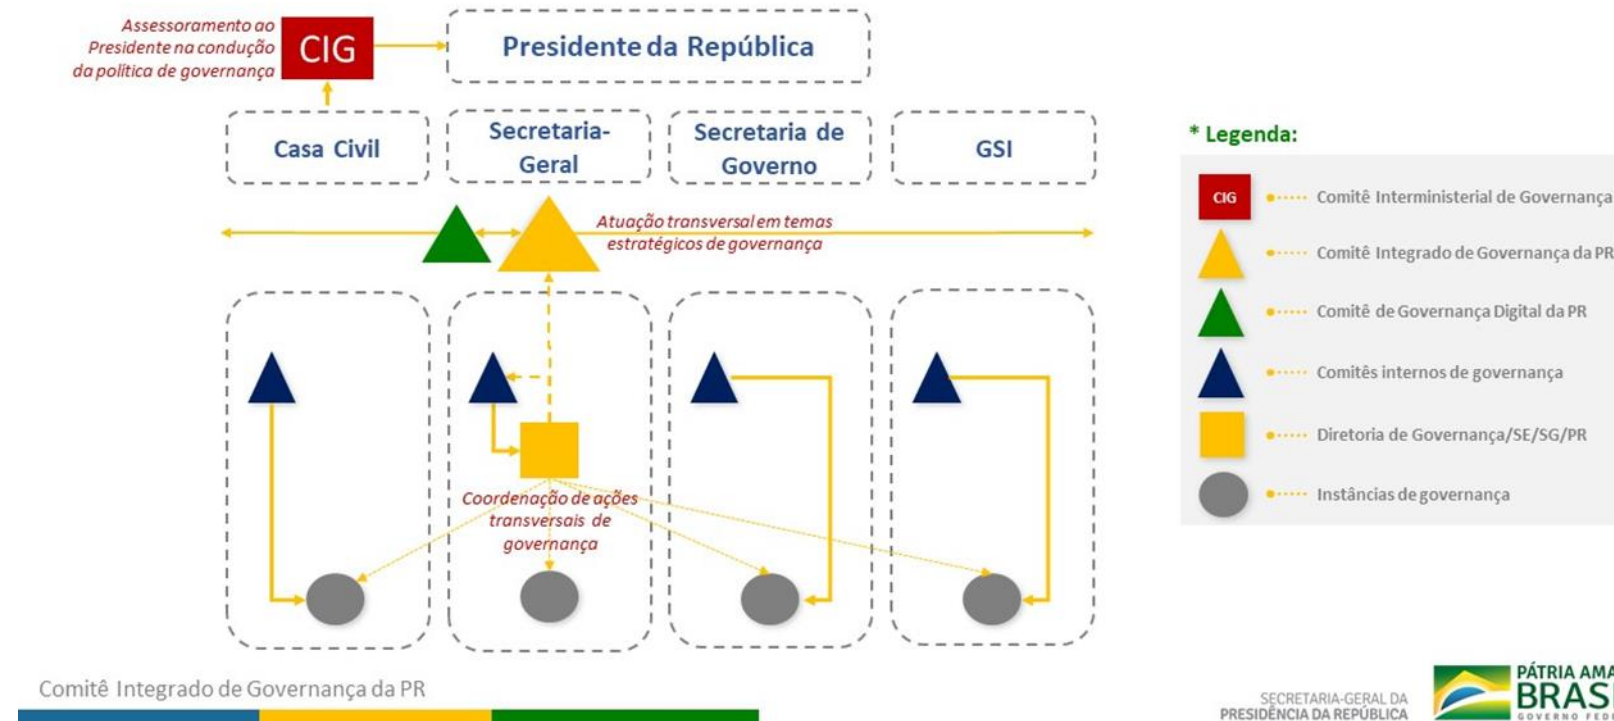 Assessoramento ao
Presidente na condução
da política de governança
CIG
Presidente da República
Casa Civil
Secretaria-
Geral
Secretaria de
Governo
GSI
Atuação transversal em temas
estratégicos de governança
Coordenação de ações
transversais de
governança
* Legenda:
CIG
Comitê Interministerial de Governança
Comitê Integrado de Governança da PR
Comitê de Governança Digital da PR
Comitês internos de governança
Diretoria de Governança/SE/SG/PR
Instâncias de governança
Comitê Integrado de Governança da PR
SECRETARIA-GERAL DA
PRESIDÊNCIA DA REPÚBLICA
PÁTRIA AMA
BRAS
GOVERNO FEDE